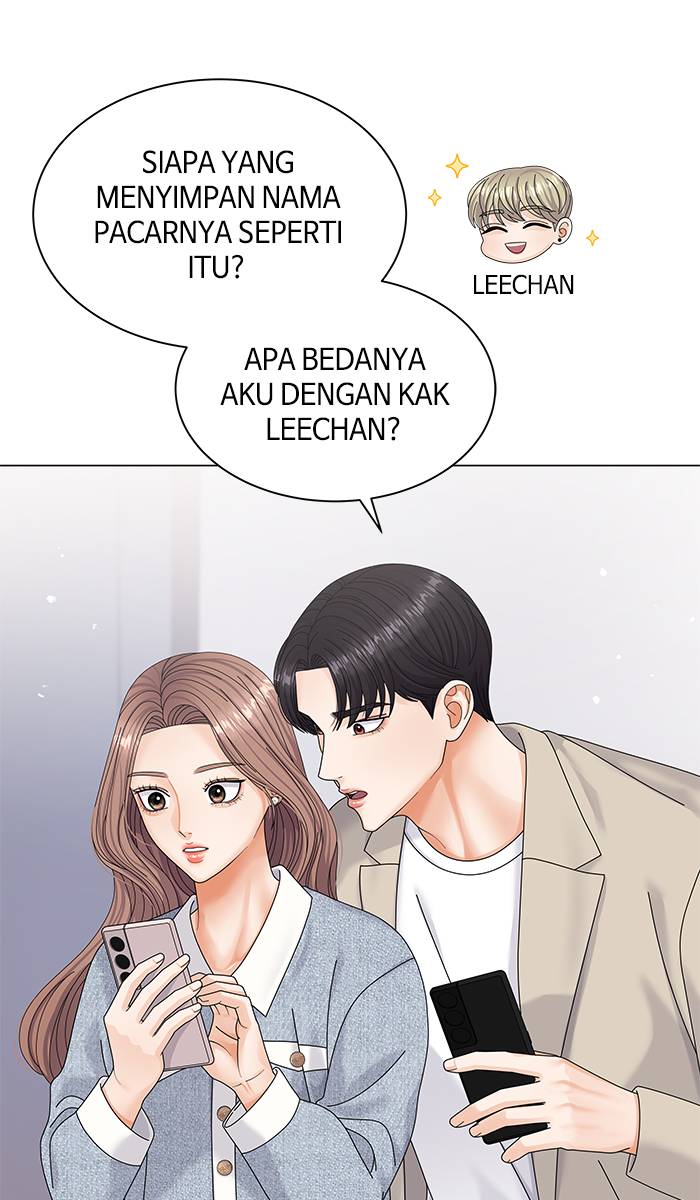 SIAPA YANG
MENYIMPAN NAMA
PACARNYA SEPERTI
ITU?
LEECHAN
APA BEDANYA
AKU DENGAN KAK
LEECHAN?